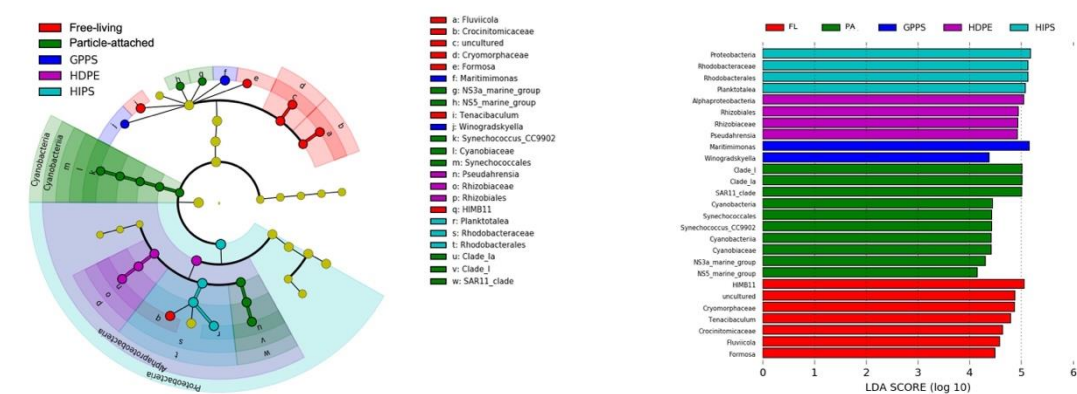 Free-living
Particle-attached
GPPS
HDPE
HIPS
a: Fluviicola
b: Crocinitomicaceae
c: uncultured
d: Cryomorphaceae
e: Formosa
f: Maritimimonas
g: NS3a_marine_group
h: NS5_marine_group
i: Tenacibaculum
j: Winogradskyella
k: Synechococcus_CC9902
l: Cyanobiaceae
m: Synechococcales
n: Pseudahrensia
o: Rhizobiaceae
p: Rhizobiales
q: HIMB11
r: Planktotalea
s: Rhodobacteraceae
t: Rhodobacterales
u: Clade_Ia
v: Clade_I
w: SAR11_clade
Cyanobacteria
Cyanobacteriia
m
l
k
j
i
h
g
f
e
d
c
b
a
p
o
n
q
r
s
t
u
v
w
Alphaproteobacteria
Proteobacteria
FL PA GPPS HDPE HIPS
Proteobacteria
Rhodobacteraceae
Rhodobacterales
Planktotalea
Alphaproteobacteria
Rhizobiales
Rhizobiaceae
Pseudahrensia
Maritimimonas
Winogradskyella
Clade_I
Clade_Ia
SAR11_clade
Cyanobacteria
Synechococcales
Synechococcus_CC9902
Cyanobacteriia
Cyanobiaceae
NS3a_marine_group
NS5_marine_group
HIMB11
uncultured
Cryomorphaceae
Tenacibaculum
Crocinitomicaceae
Fluviicola
Formosa
0 1 2 3 4 5 6
LDA SCORE (log 10)